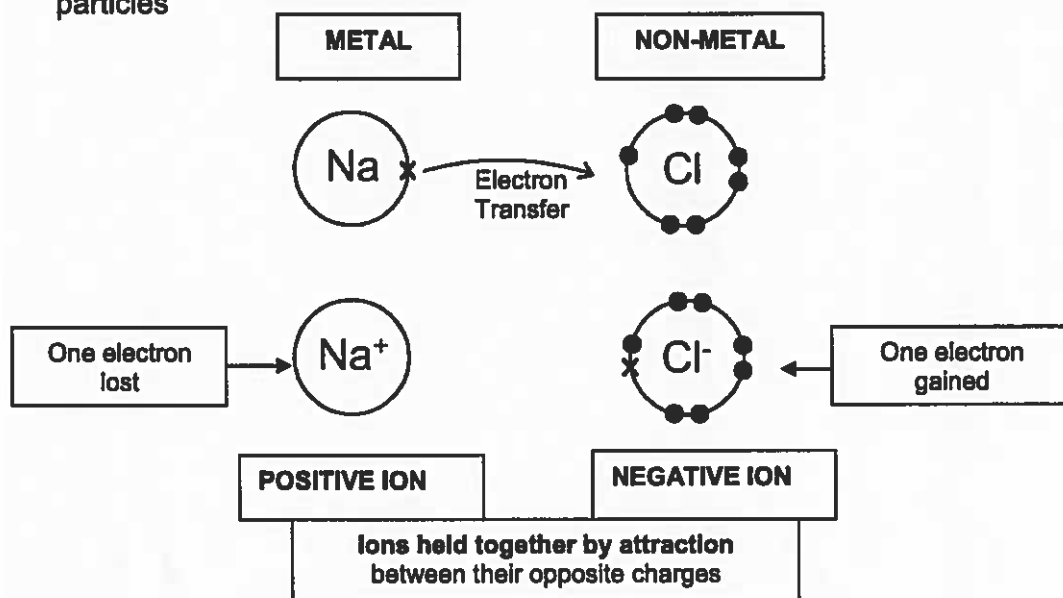 particles
METAL
NON-METAL
Na
Cl
Electron
Transfer
One electron
lost
Na⁺
Cl⁻
One electron
gained
POSITIVE ION
NEGATIVE ION
Ions held together by attraction
between their opposite charges